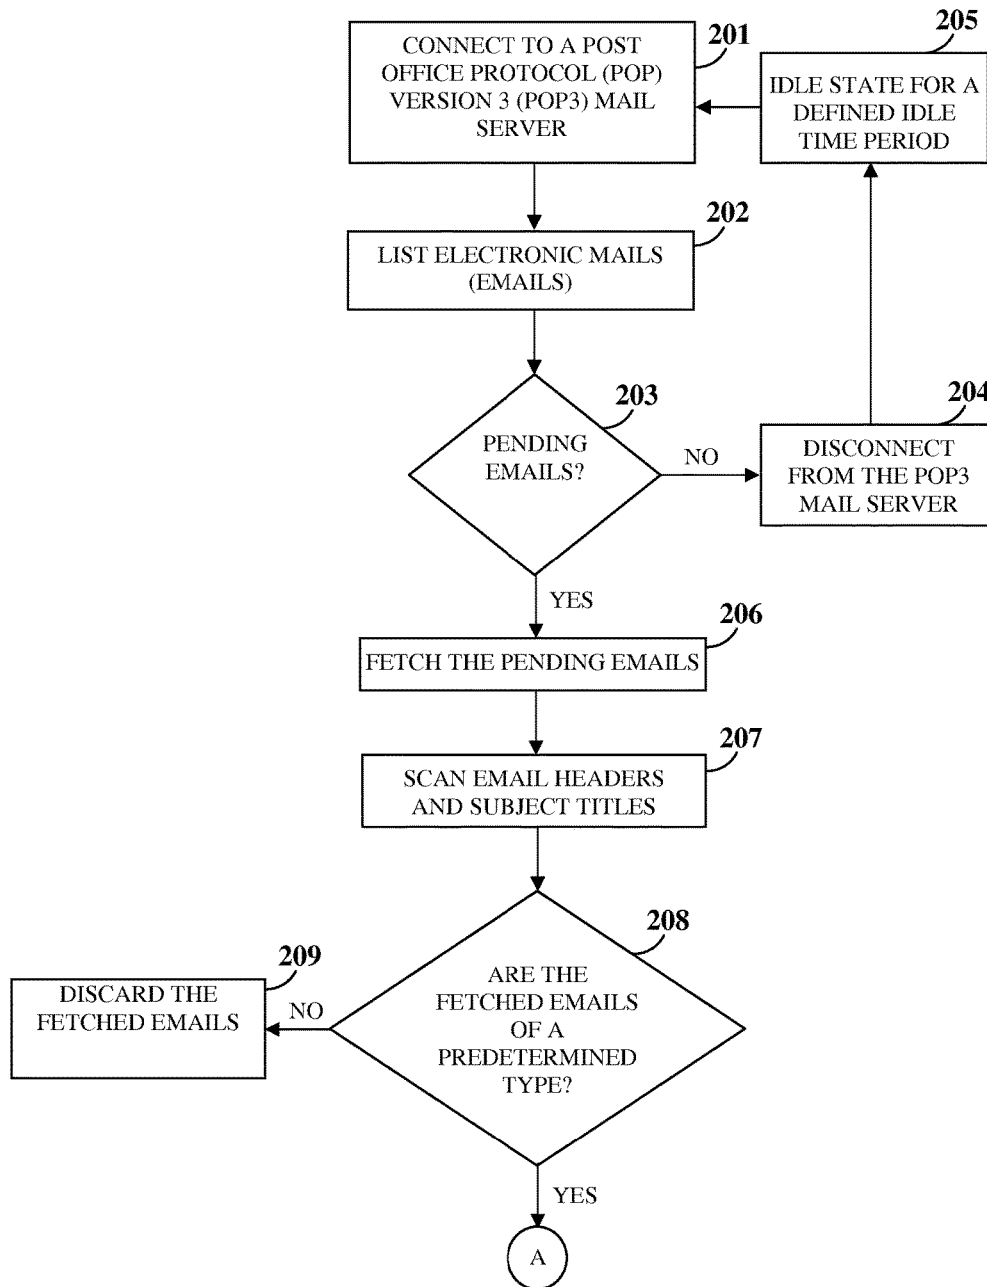 201
CONNECT TO A POST
OFFICE PROTOCOL (POP)
VERSION 3 (POP3) MAIL
SERVER
205
IDLE STATE FOR A
DEFINED IDLE
TIME PERIOD
202
LIST ELECTRONIC MAILS
(EMAILS)
203
PENDING
EMAILS?
NO
204
DISCONNECT
FROM THE POP3
MAIL SERVER
YES
206
FETCH THE PENDING EMAILS
207
SCAN EMAIL HEADERS
AND SUBJECT TITLES
208
ARE THE
FETCHED EMAILS
OF A
PREDETERMINED
TYPE?
NO
209
DISCARD THE
FETCHED EMAILS
YES
A